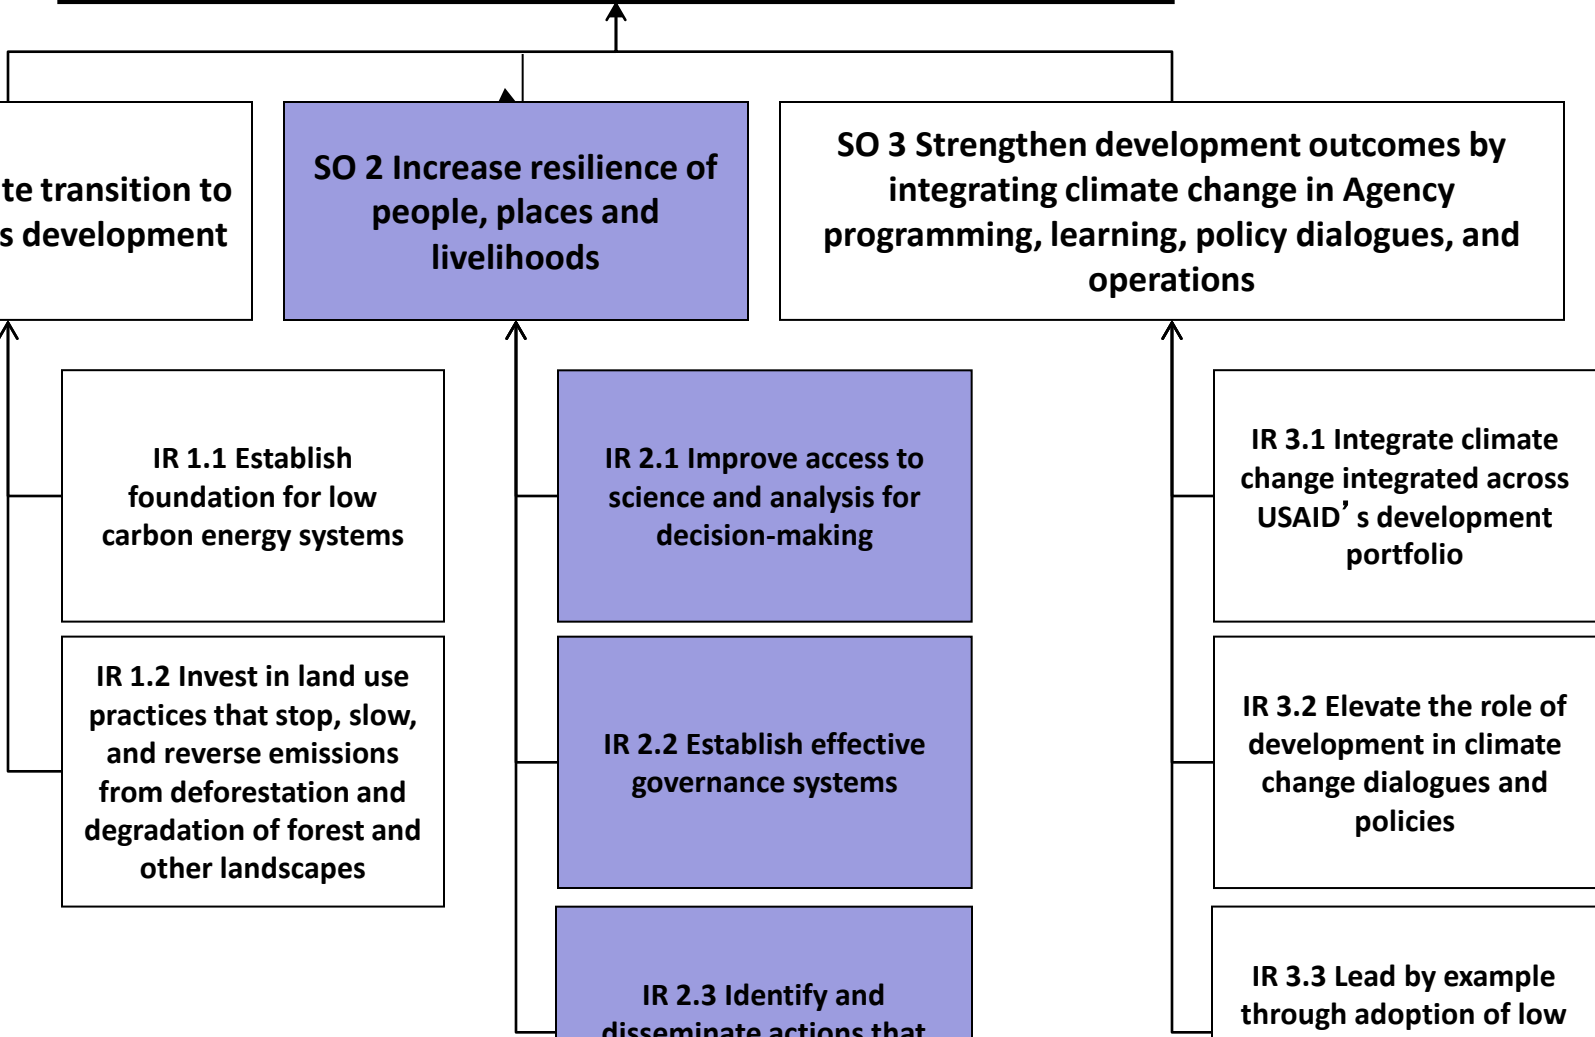 te transition to
s development
SO 2 Increase resilience of
people, places and
livelihoods
SO 3 Strengthen development outcomes by
integrating climate change in Agency
programming, learning, policy dialogues, and
operations
IR 1.1 Establish
foundation for low
carbon energy systems
IR 2.1 Improve access to
science and analysis for
decision-making
IR 3.1 Integrate climate
change integrated across
USAID’ s development
portfolio
IR 1.2 Invest in land use
practices that stop, slow,
and reverse emissions
from deforestation and
degradation of forest and
other landscapes
IR 2.2 Establish effective
governance systems
IR 3.2 Elevate the role of
development in climate
change dialogues and
policies
IR 2.3 Identify and
disseminate actions that
IR 3.3 Lead by example
through adoption of low